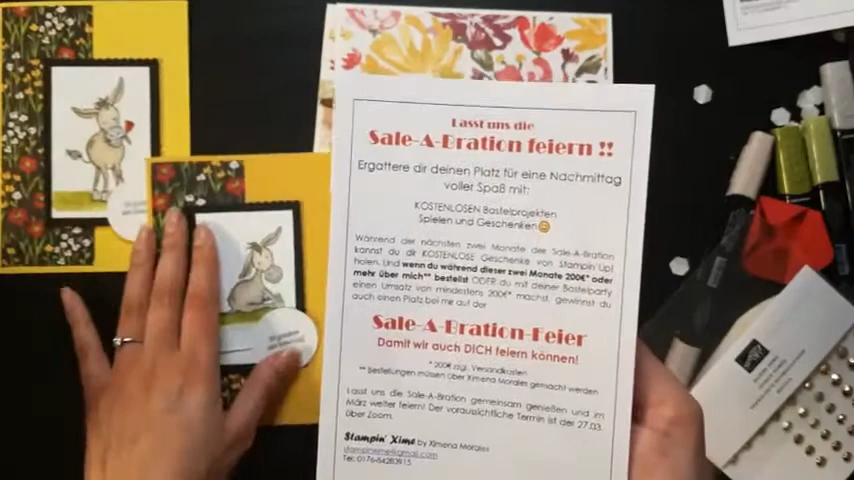 Lasst uns die
Sale-A-Bration feiern !!
Ergattere dir deinen Platz für eine Nachmittag
voller Spaß mit:
KOSTENLOSEN Bastelprojekten
Spielen und Geschenken😊
Während der nächsten zwei Monate der Sale-A-Bration
kannst du dir KOSTENLOSE Geschenke von Stampin´Up!
holen. Und wenn du während dieser zwei Monate 200€* oder
mehr über mich** bestellst ODER du mit deiner Bastelparty
einen Umsatz von mindestens 200€* machst, gewinnst du
auch einen Platz bei mir auf der
Sale-A-Bration-Feier
Damit wir auch DICH feiern können!
*200€ zzgl. Versandkosten
** Bestellungen müssen über Ximena Morales gemacht werden
Lasst uns die Sale-A-Bration gemeinsam genießen und im
März weiter feiern! Der voraussichtliche Termin ist der 27.03.
über Zoom.
Stampin´ Xime by Ximena Morales
stampinxime@gmail.com
Tel.: 0176-54283915